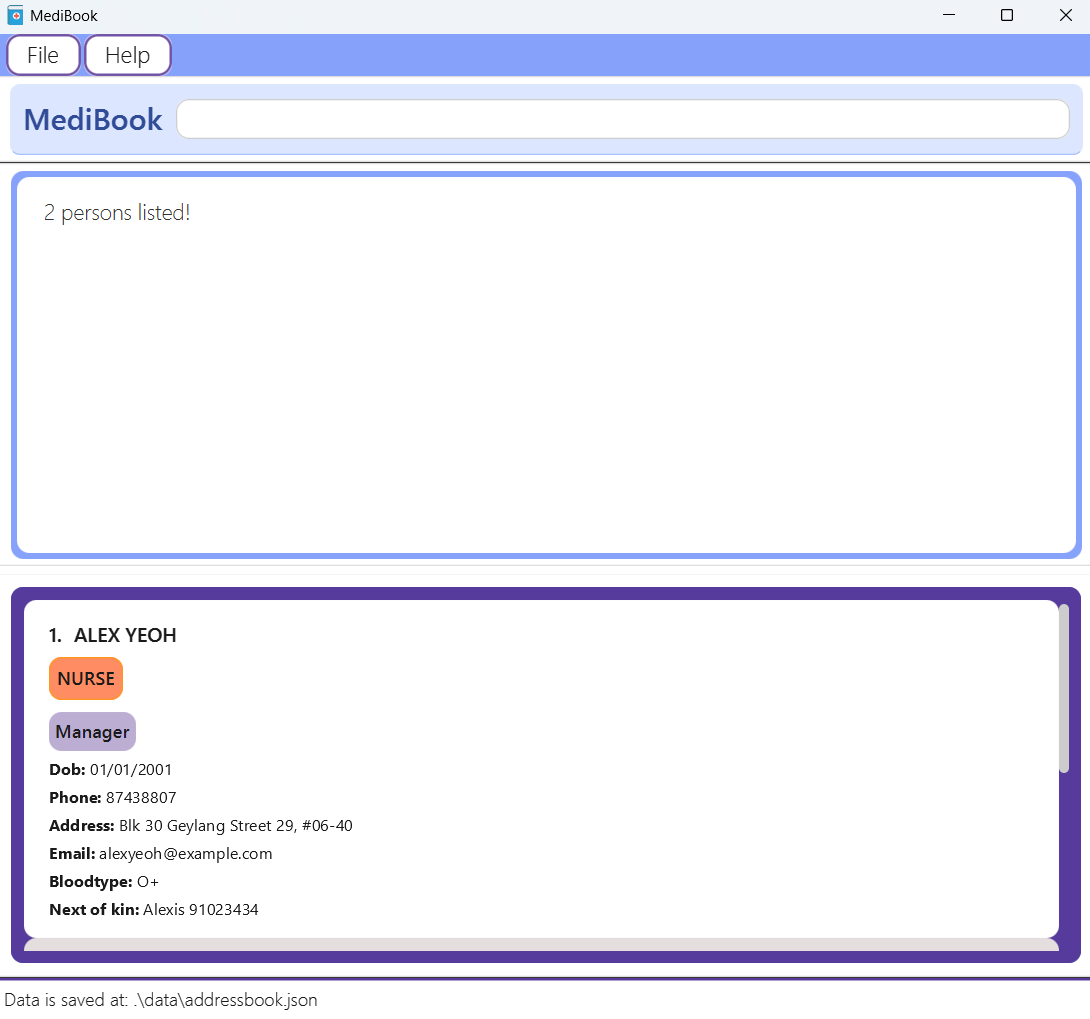 MediBook
File Help
MediBook
2 persons listed!
1. ALEX YEOH
NURSE
Manager
Dob: 01/01/2001
Phone: 87438807
Address: Blk 30 Geylang Street 29, #06-40
Email: alexyeoh@example.com
Bloodtype: O+
Next of kin: Alexis 91023434
Data is saved at: .\data\addressbook.json